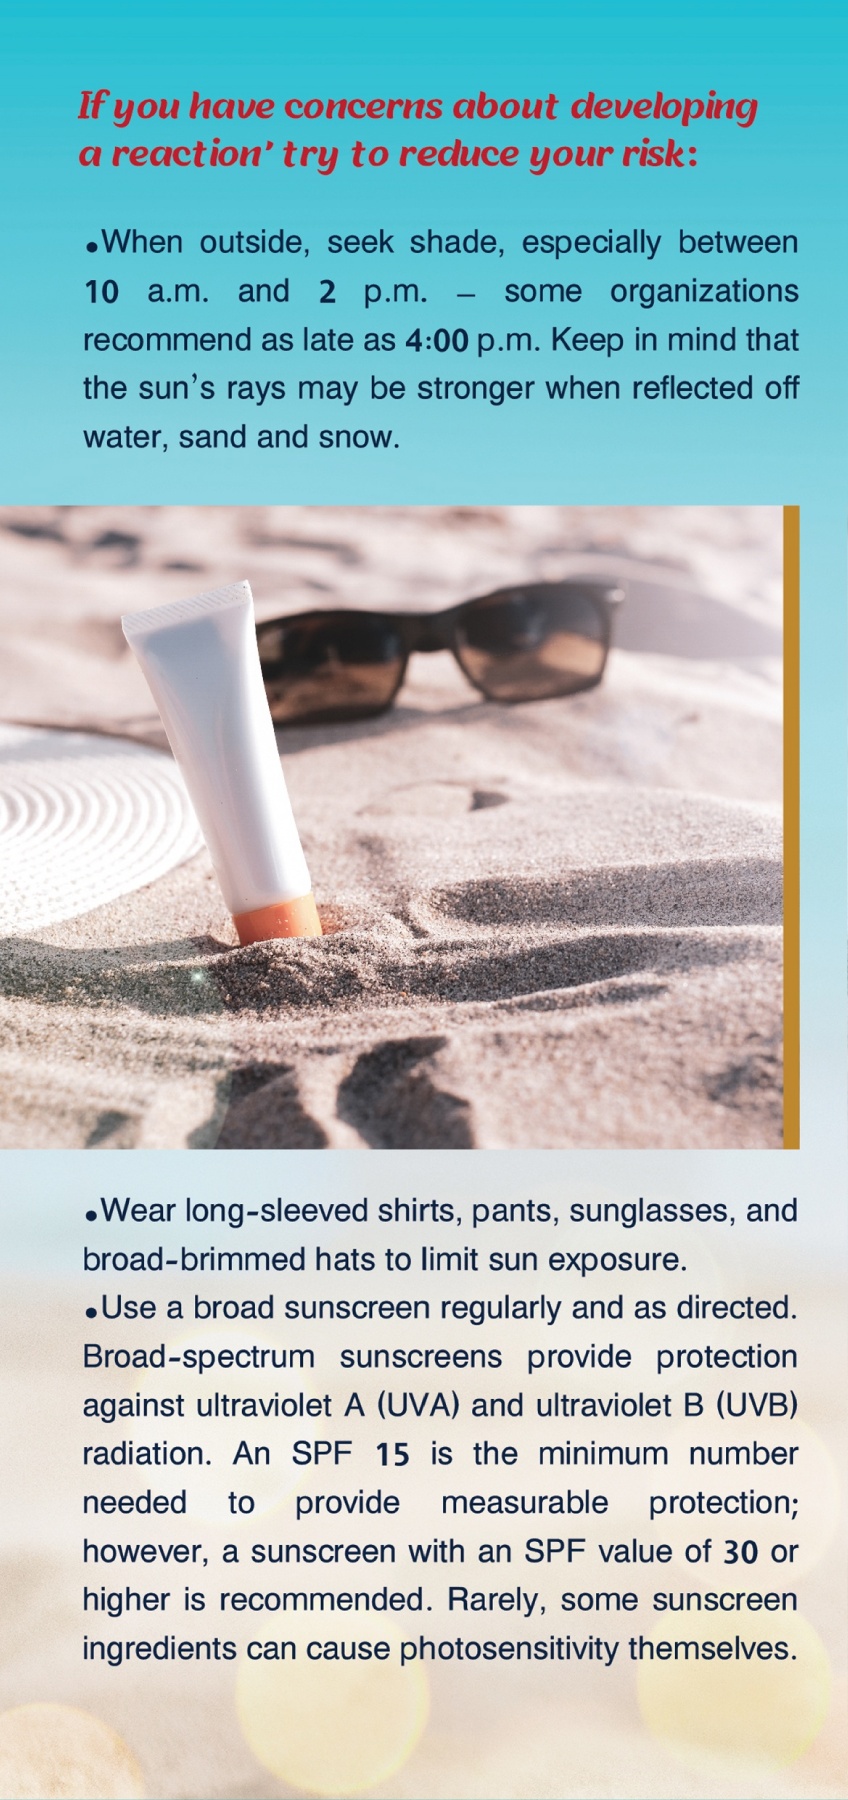 If you have concerns about developing
a reaction’ try to reduce your risk:
•When outside, seek shade, especially between
10 a.m. and 2 p.m. – some organizations
recommend as late as 4:00 p.m. Keep in mind that
the sun’s rays may be stronger when reflected off
water, sand and snow.
•Wear long-sleeved shirts, pants, sunglasses, and
broad-brimmed hats to limit sun exposure.
•Use a broad sunscreen regularly and as directed.
Broad-spectrum sunscreens provide protection
against ultraviolet A (UVA) and ultraviolet B (UVB)
radiation. An SPF 15 is the minimum number
needed to provide measurable protection;
however, a sunscreen with an SPF value of 30 or
higher is recommended. Rarely, some sunscreen
ingredients can cause photosensitivity themselves.